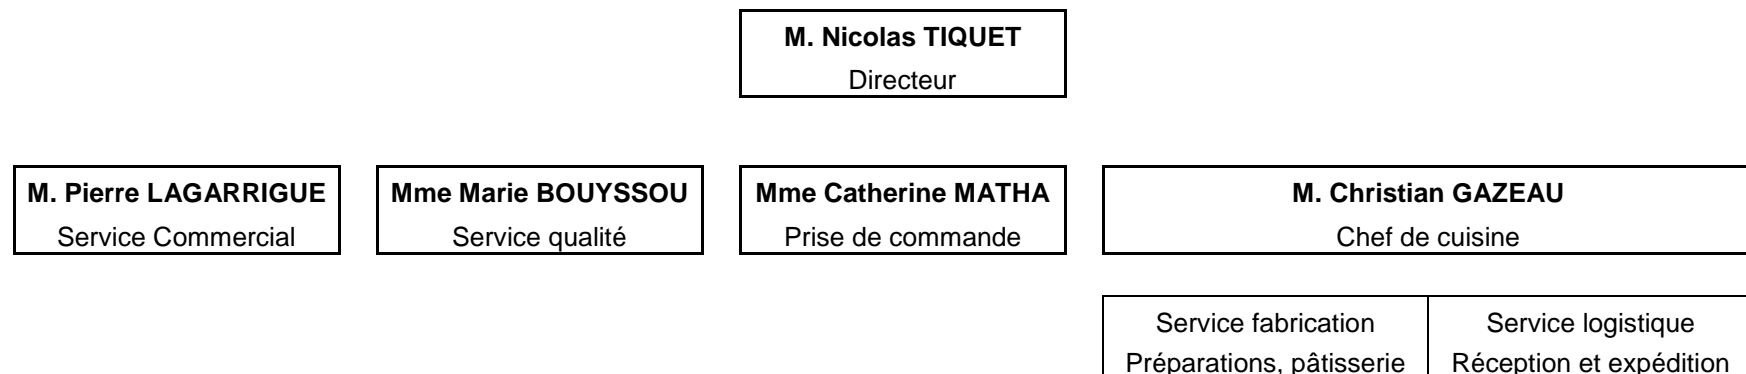 M. Nicolas TIQUET
Directeur
M. Pierre LAGARRIGUE
Service Commercial
Mme Marie BOUYSSOU
Service qualité
Mme Catherine MATHA
Prise de commande
M. Christian GAZEAU
Chef de cuisine
Service fabrication
Préparations, pâtisserie
Service logistique
Réception et expédition